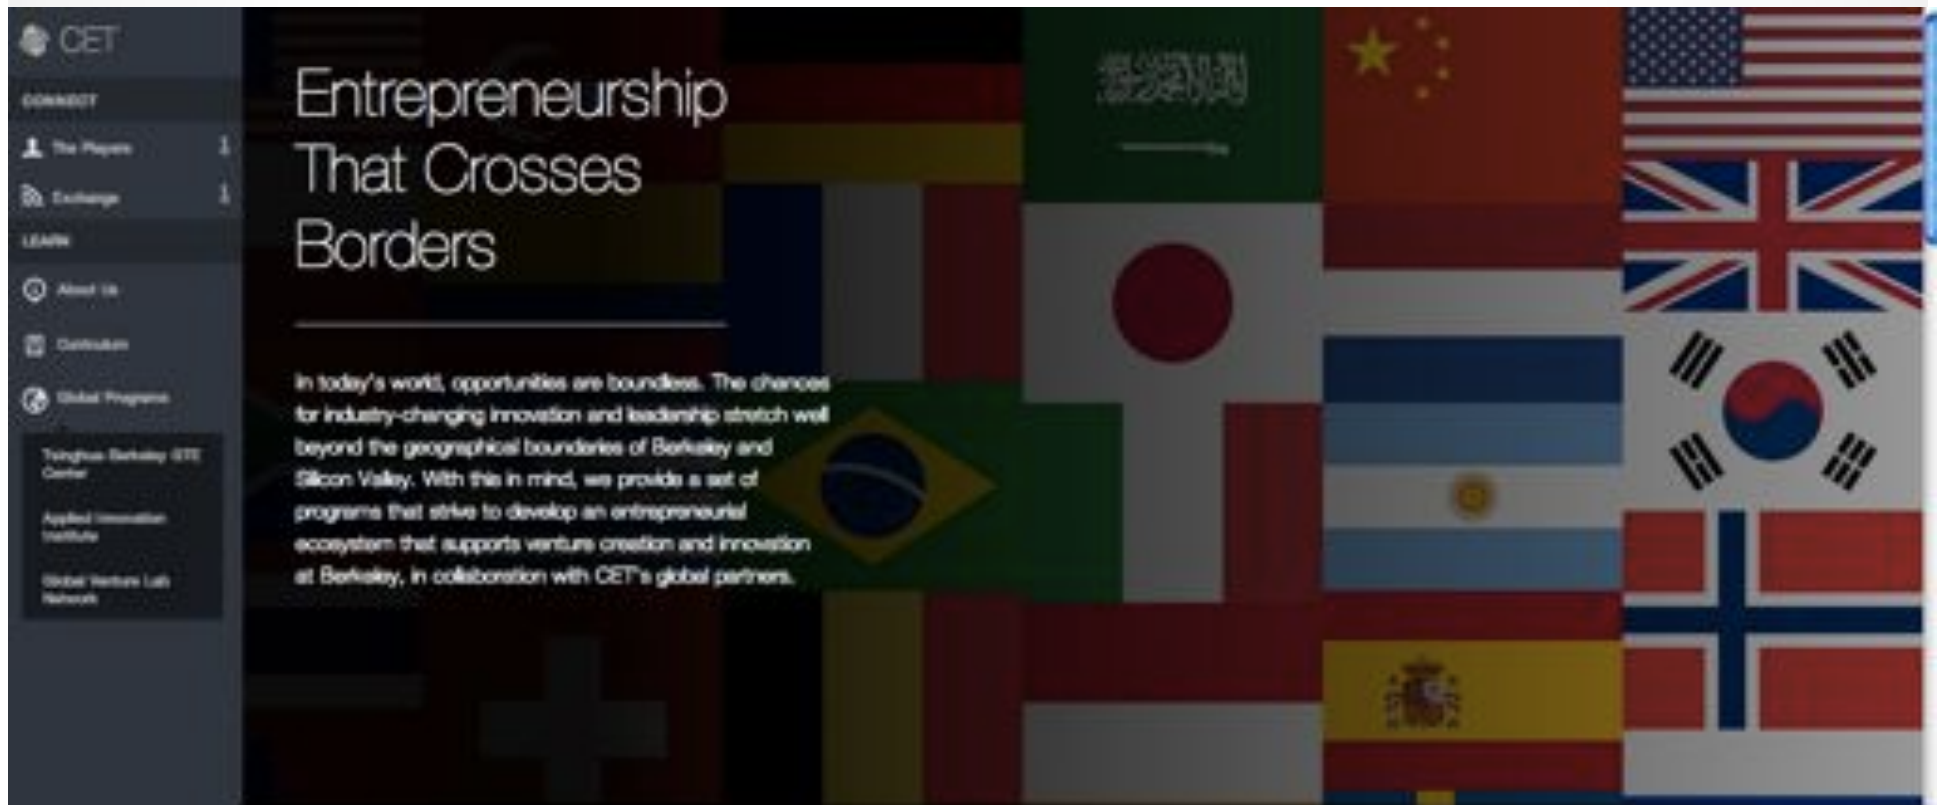 CET
CONNECT
The Players 1
Exchange 1
LEARN
About Us
Curriculum
Global Programs
Tsinghua Berkeley GTE
Center
Applied Innovation
Institute
Global Venture Lab
Network
Entrepreneurship
That Crosses
Borders
In today's world, opportunities are boundless. The chances
for industry-changing innovation and leadership stretch well
beyond the geographical boundaries of Berkeley and
Silicon Valley. With this in mind, we provide a set of
programs that strive to develop an entrepreneurial
ecosystem that supports venture creation and innovation
at Berkeley, in collaboration with CET's global partners.